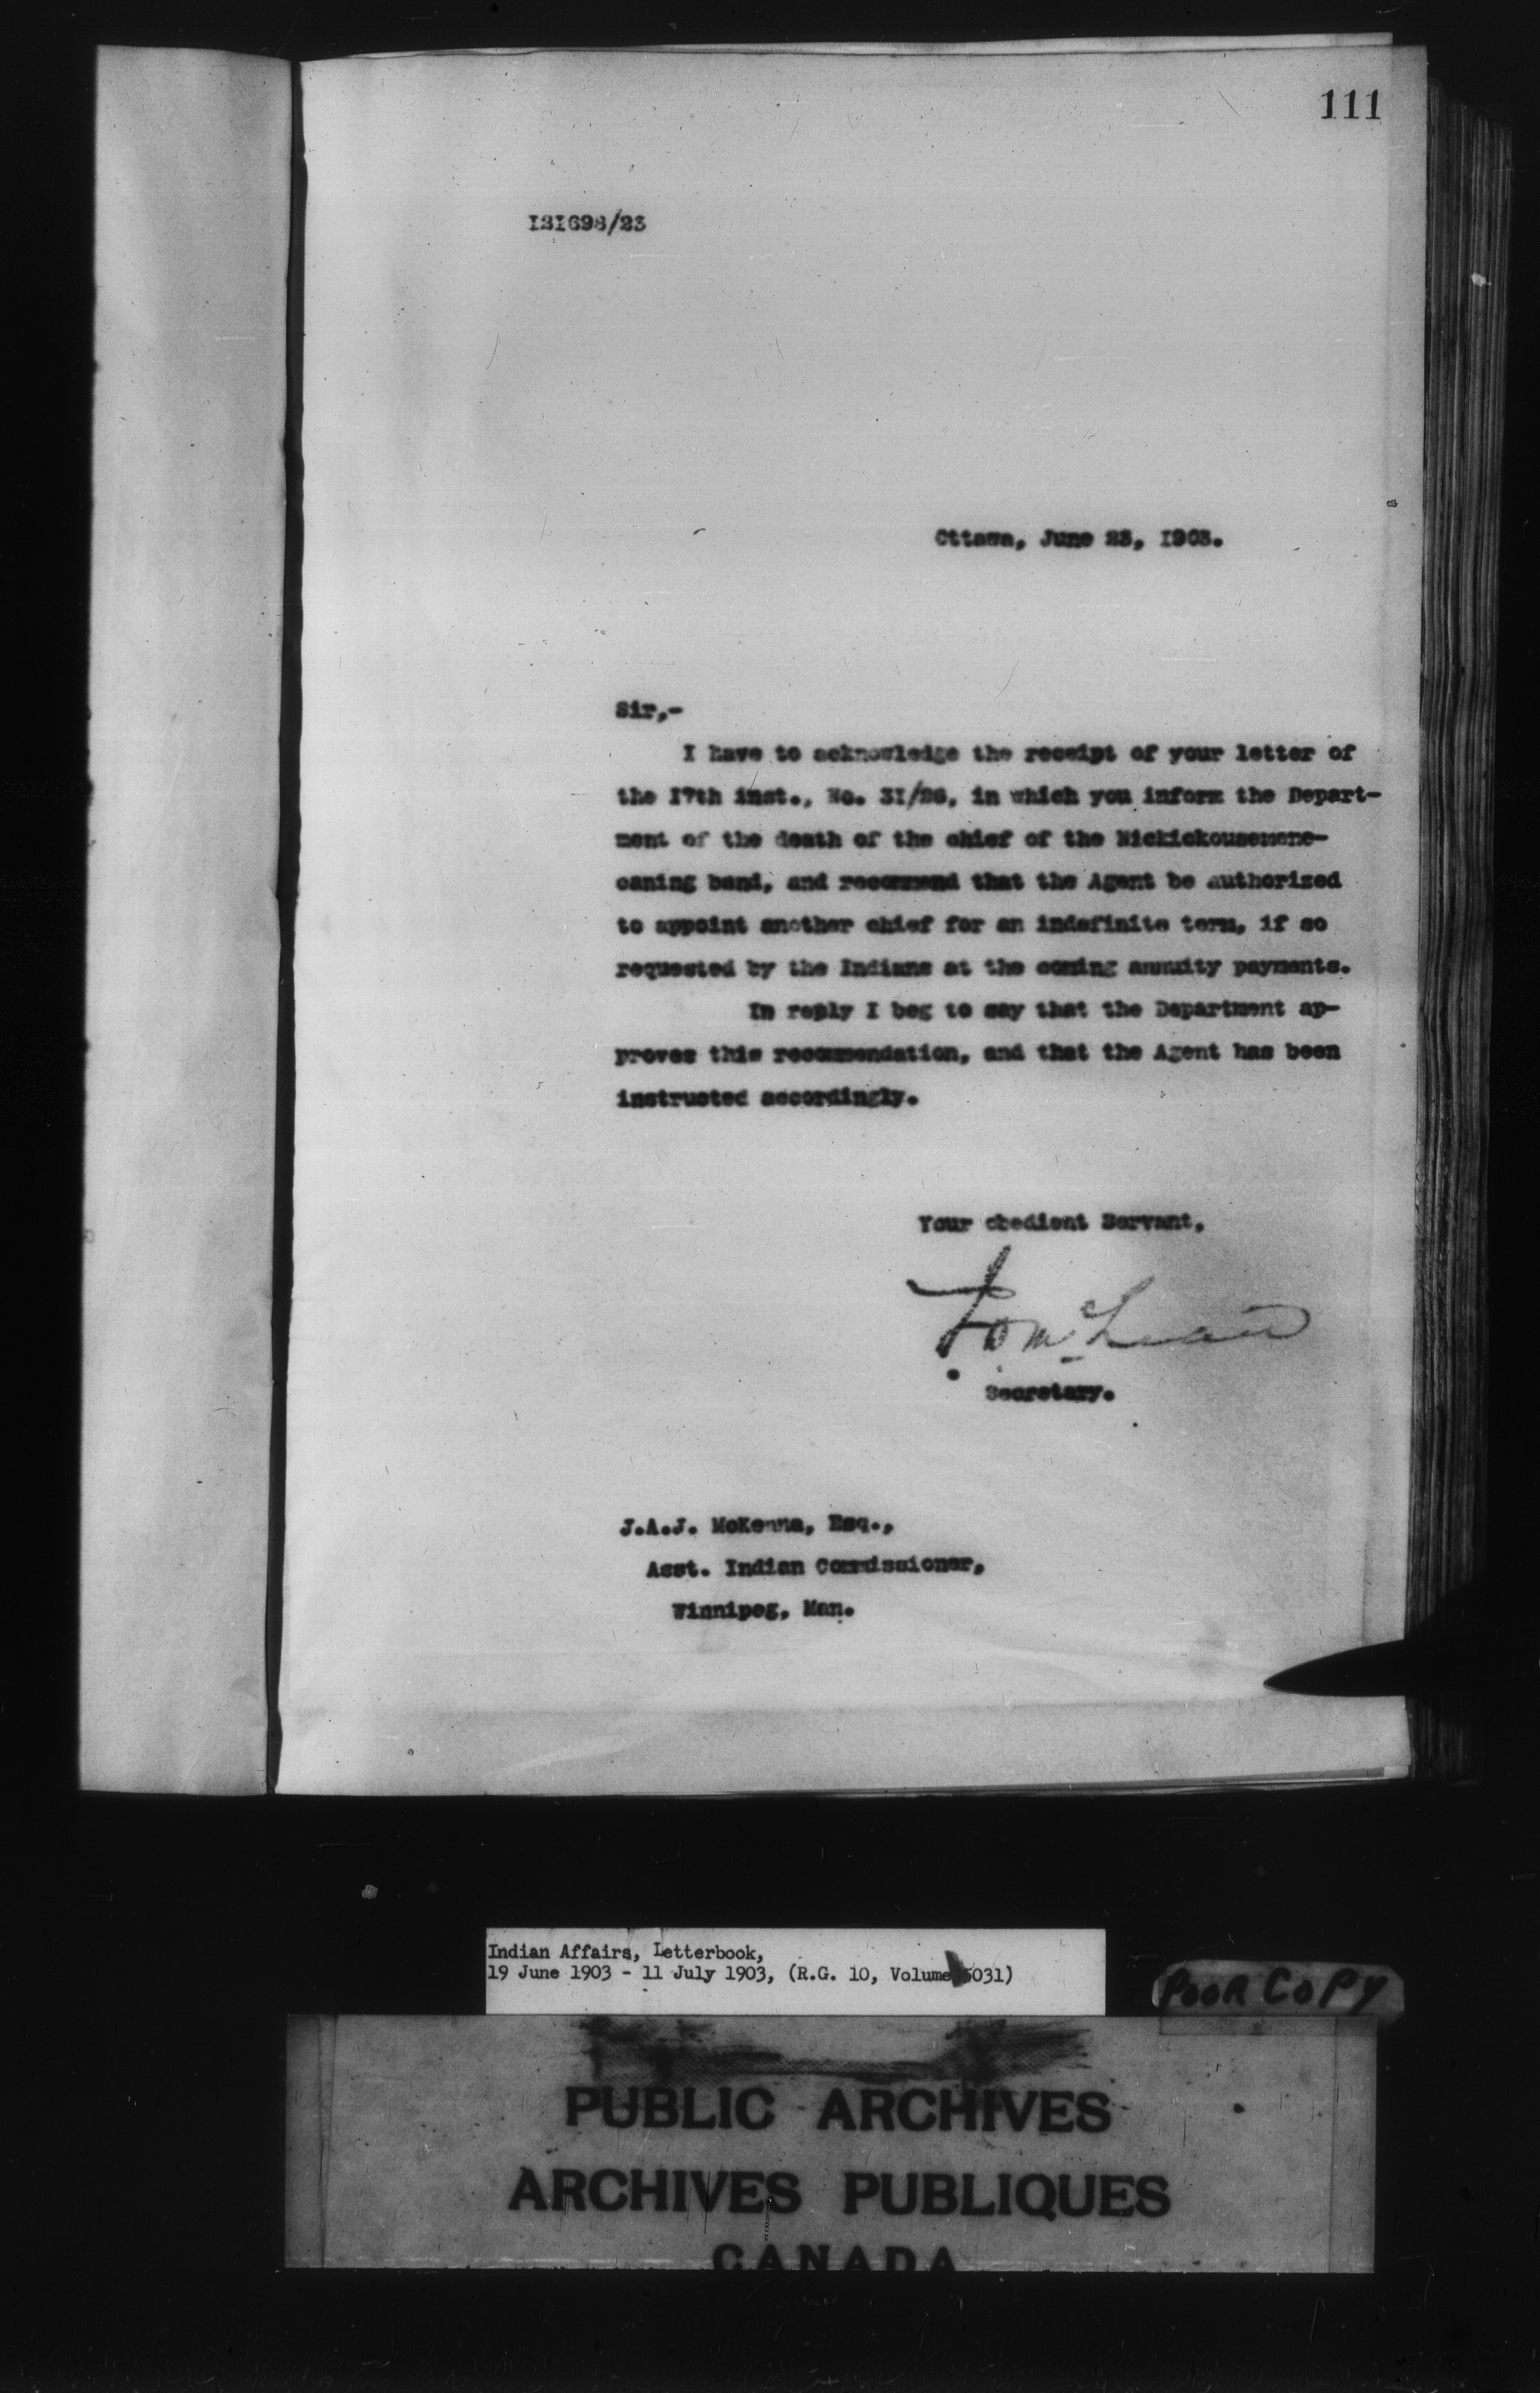 111
121698/23
Ottawa, June 23, 1903.
Sir,-
I have to acknowledge the receipt of your letter of
the 17th inst., No. 31/26, in which you inform the Depart-
ment of the death of the chief of the Nickickousemene-
caning band, and recommend that the Agent be authorized
to appoint another chief for an indefinite term, if so
requested by the Indians at the coming annuity payments.
In reply I beg to say that the Department ap-
proves this recommendation, and that the Agent has been
instructed accordingly.
Your obedient Servant,
McLean
Secretary.
J.A.J. McKenna, Esq.,
Asst. Indian Commissioner,
Winnipeg, Man.
Indian Affairs, Letterbook,
19 June 1903 - 11 July 1903, (R.G. 10, Volume 5031)
POOR COPY
PUBLIC ARCHIVES
ARCHIVES PUBLIQUES
CANADA